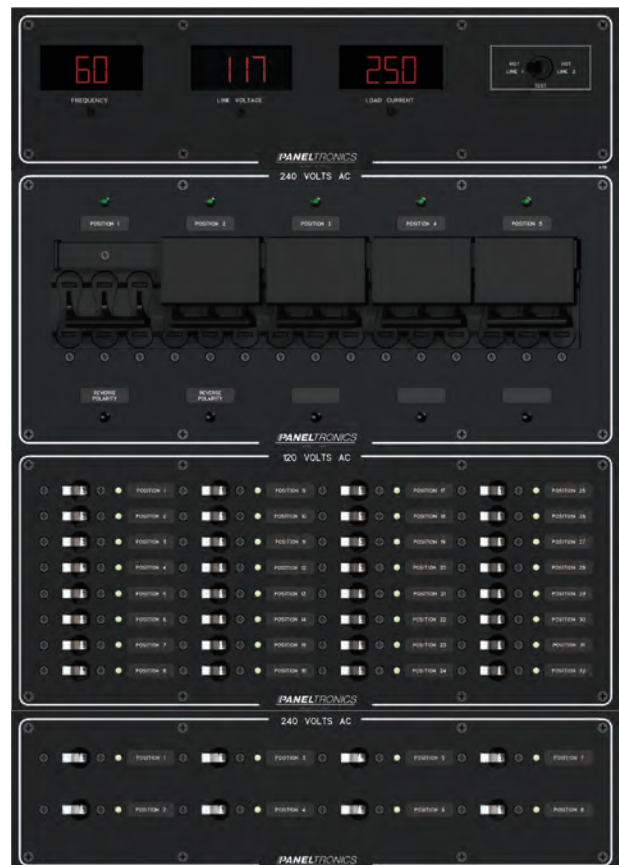 60 117 250
FREQUENCY LINE VOLTAGE LOAD CURRENT
HOT LINE 1 HOT LINE 2
TEST
PANELTRONICS
240 VOLTS AC
POSITION 1 POSITION 2 POSITION 3 POSITION 4 POSITION 5
REVERSE POLARITY REVERSE POLARITY
PANELTRONICS
120 VOLTS AC
POSITION 1 POSITION 9 POSITION 17 POSITION 25
POSITION 2 POSITION 10 POSITION 18 POSITION 26
POSITION 3 POSITION 11 POSITION 19 POSITION 27
POSITION 4 POSITION 12 POSITION 20 POSITION 28
POSITION 5 POSITION 13 POSITION 21 POSITION 29
POSITION 6 POSITION 14 POSITION 22 POSITION 30
POSITION 7 POSITION 15 POSITION 23 POSITION 31
POSITION 8 POSITION 16 POSITION 24 POSITION 32
PANELTRONICS
240 VOLTS AC
POSITION 1 POSITION 3 POSITION 5 POSITION 7
POSITION 2 POSITION 4 POSITION 6 POSITION 8
PANELTRONICS